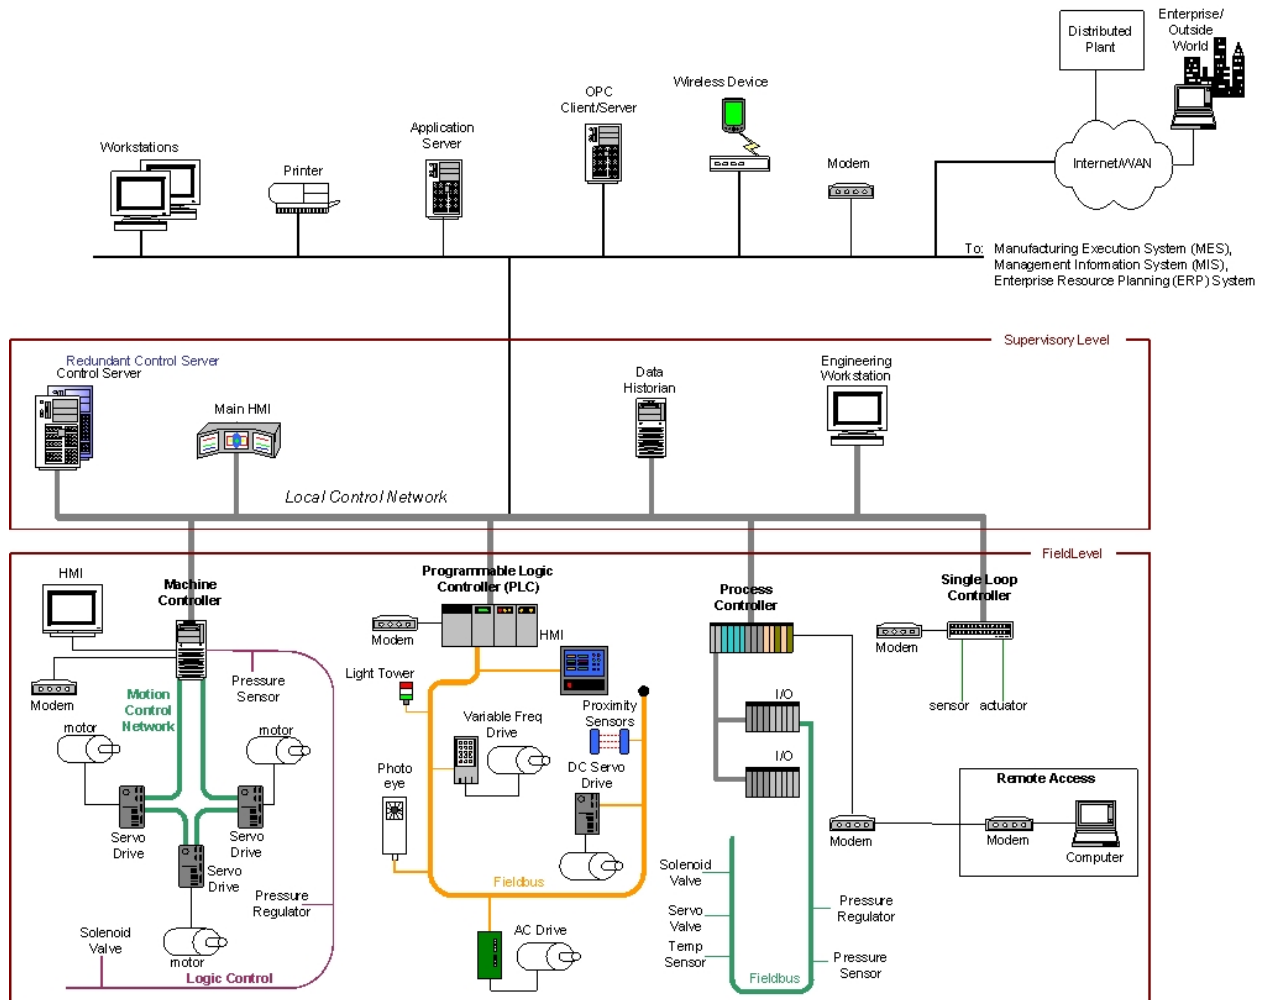 Distributed
Plant
Enterprise/
Outside
World
Internet/WAN
Wireless Device
OPC
Client/Server
Application
Server
Workstations
Printer
Modem
To: Manufacturing Execution System (MES),
Management Information System (MIS),
Enterprise Resource Planning (ERP) System
Supervisory Level
Redundant Control Server
Control Server
Main HMI
Data
Historian
Engineering
Workstation
Local Control Network
FieldLevel
HMI
Machine
Controller
Modem
Pressure
Sensor
Motion
Control
Network
motor
motor
Servo
Drive
Servo
Drive
Servo
Drive
motor
Pressure
Regulator
Solenoid
Valve
Logic Control
Programmable Logic
Controller (PLC)
Modem
HMI
Light Tower
Variable Freq
Drive
Proximity
Sensors
Photo
eye
DC Servo
Drive
Fieldbus
AC Drive
Process
Controller
I/O
I/O
Modem
Solenoid
Valve
Servo
Valve
Temp
Sensor
Pressure
Regulator
Pressure
Sensor
Fieldbus
Single Loop
Controller
Modem
sensor
actuator
Remote Access
Modem
Computer